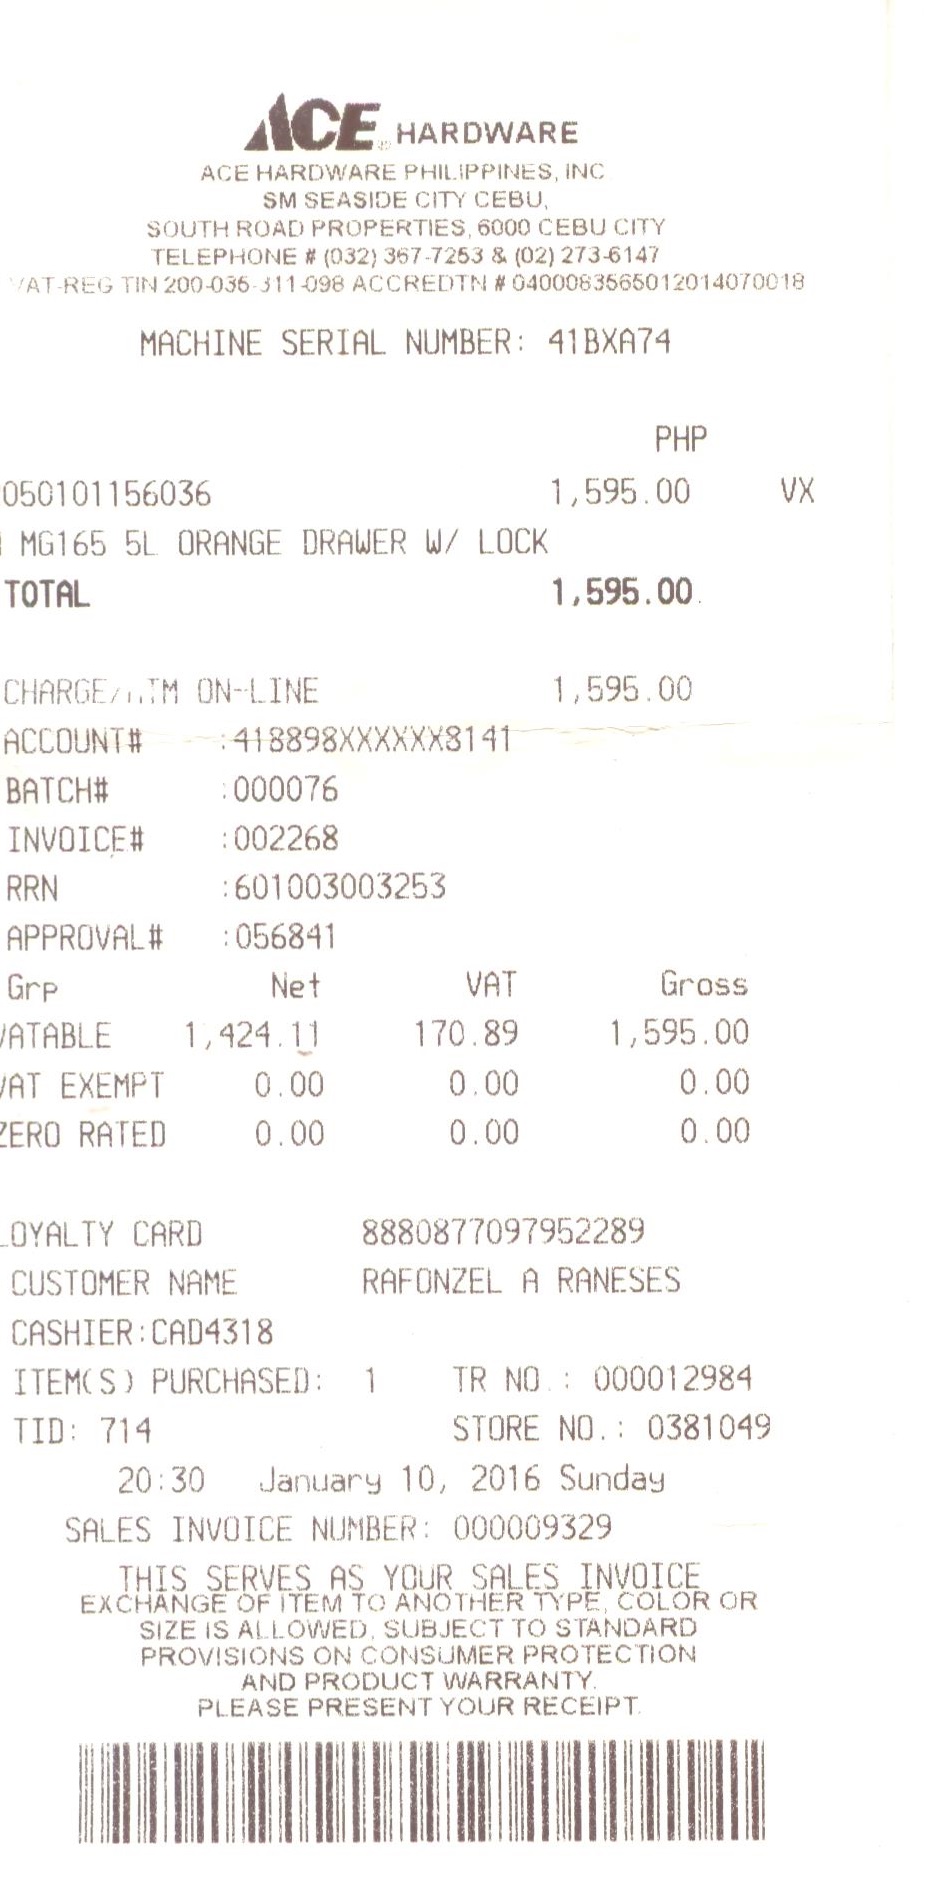 ACE HARDWARE
ACE HARDWARE PHILIPPINES, INC
SM SEASIDE CITY CEBU,
SOUTH ROAD PROPERTIES, 6000 CEBU CITY
TELEPHONE # (032) 367-7253 & (02) 273-6147
VAT-REG TIN 200-035-311-098 ACCREDTN # 0400083565012014070018
MACHINE SERIAL NUMBER: 41BXA74
PHP
050101156036 1,595.00 VX
MG165 5L ORANGE DRAWER W/ LOCK
TOTAL 1,595.00
CHARGE/ATM ON-LINE 1,595.00
ACCOUNT# :418898XXXXXX8141
BATCH# :000076
INVOICE# :002268
RRN :601003003253
APPROVAL# :056841
Grp Net VAT Gross
VATABLE 1,424.11 170.89 1,595.00
VAT EXEMPT 0.00 0.00 0.00
ZERO RATED 0.00 0.00 0.00
LOYALTY CARD 8880877097952289
CUSTOMER NAME RAFONZEL A RANESES
CASHIER:CAD4318
ITEM(S) PURCHASED: 1 TR NO.: 000012984
TID: 714 STORE NO.: 0381049
20:30 January 10, 2016 Sunday
SALES INVOICE NUMBER: 000009329
THIS SERVES AS YOUR SALES INVOICE
EXCHANGE OF ITEM TO ANOTHER TYPE, COLOR OR
SIZE IS ALLOWED, SUBJECT TO STANDARD
PROVISIONS ON CONSUMER PROTECTION
AND PRODUCT WARRANTY.
PLEASE PRESENT YOUR RECEIPT.